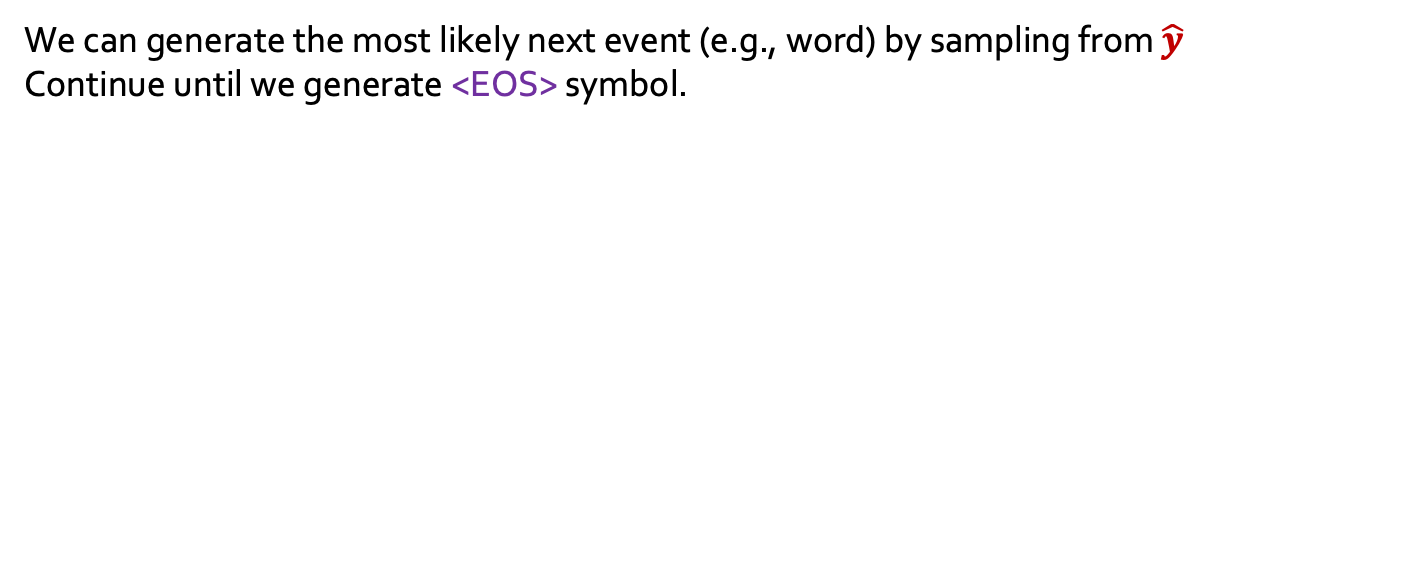 We can generate the most likely next event (e.g., word) by sampling from ŷ
Continue until we generate <EOS> symbol.